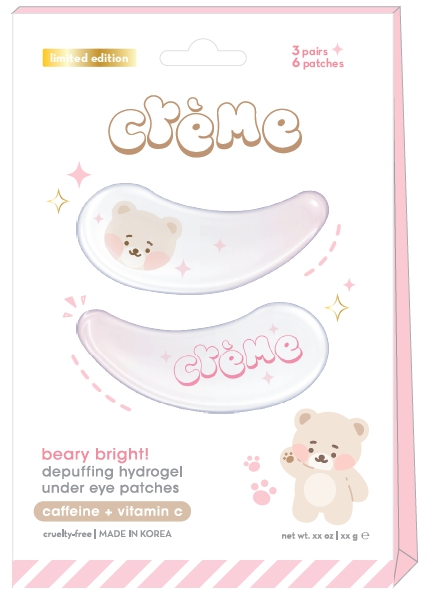 limited edition
3 pairs
6 patches
crème
crème
beary bright!
depuffing hydrogel
under eye patches
caffeine + vitamin c
cruelty-free | MADE IN KOREA
net wt. xx oz | xx g ℮